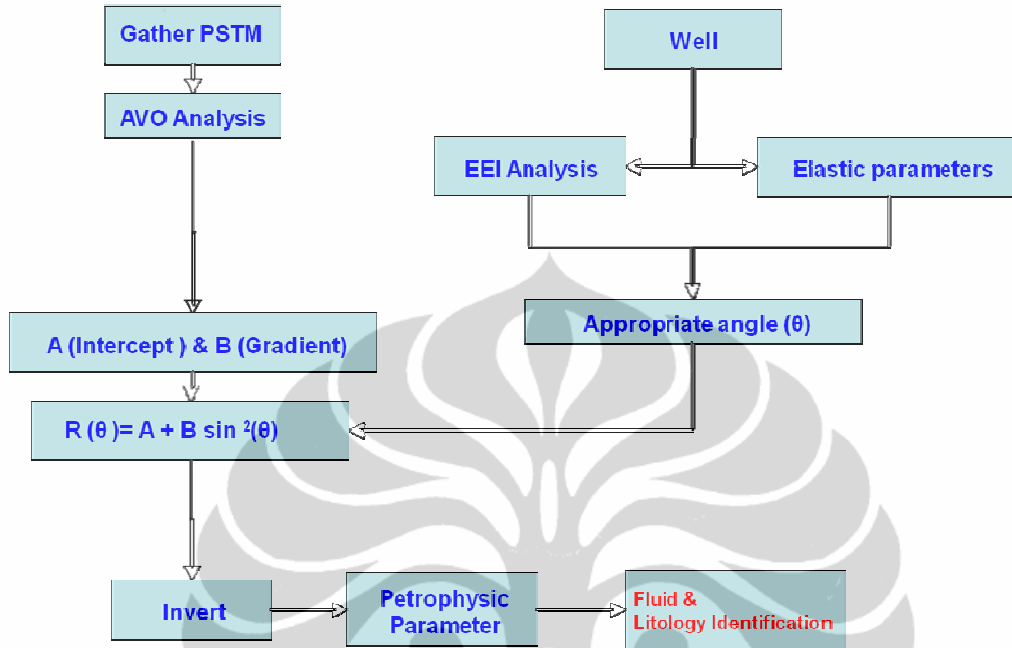 Gather PSTM
AVO Analysis
A (Intercept ) & B (Gradient)
R (θ )= A + B sin ²(θ)
Well
EEI Analysis
Elastic parameters
Appropriate angle (θ)
Invert
Petrophysic
Parameter
Fluid &
Litology Identification